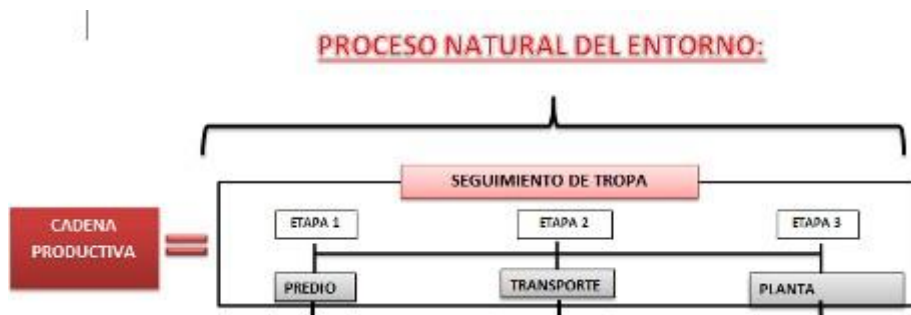 PROCESO NATURAL DEL ENTORNO:
SEGUIMIENTO DE TROPA
CADENA
PRODUCTIVA
=
ETAPA 1
ETAPA 2
ETAPA 3
PREDIO
TRANSPORTE
PLANTA